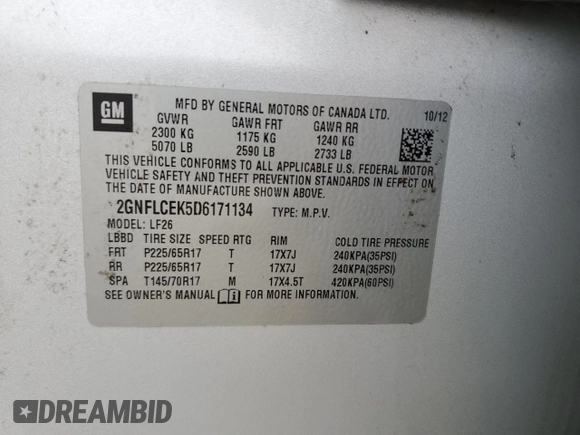 GM
MFD BY GENERAL MOTORS OF CANADA LTD. 10/12
GVWR GAWR FRT GAWR RR
2300 KG 1175 KG 1240 KG
5070 LB 2590 LB 2733 LB
THIS VEHICLE CONFORMS TO ALL APPLICABLE U.S. FEDERAL MOTOR
VEHICLE SAFETY AND THEFT PREVENTION STANDARDS IN EFFECT ON
THE DATE OF MANUFACTURE SHOWN ABOVE.
2GNFLCEK5D6171134 TYPE: M.P.V.
MODEL: LF26
LBBD TIRE SIZE SPEED RTG RIM COLD TIRE PRESSURE
FRT P225/65R17 T 17X7J 240KPA(35PSI)
RR P225/65R17 T 17X7J 240KPA(35PSI)
SPA T145/70R17 M 17X4.5T 420KPA(60PSI)
SEE OWNER'S MANUAL FOR MORE INFORMATION.
DREAMBID